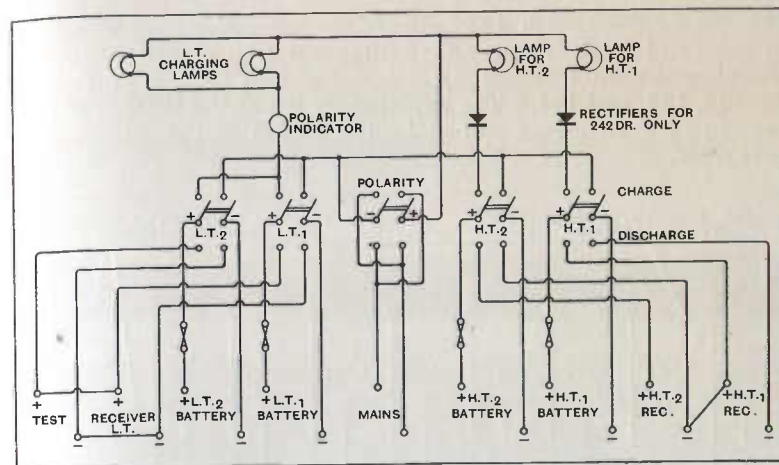 L.T.
CHARGING
LAMPS
LAMP
FOR
H.T.2
LAMP
FOR
H.T.1
POLARITY
INDICATOR
RECTIFIERS FOR
242 DR. ONLY
POLARITY
CHARGE
+ - + - - + + - + -
L.T.2 L.T.1 H.T.2 H.T.1
DISCHARGE
+ + +L.T.2 +L.T.1 MAINS +H.T.2 +H.T.1 +H.T.2 +H.T.1
TEST RECEIVER BATTERY BATTERY BATTERY BATTERY REC. REC.
L.T.
- - - - - - - -